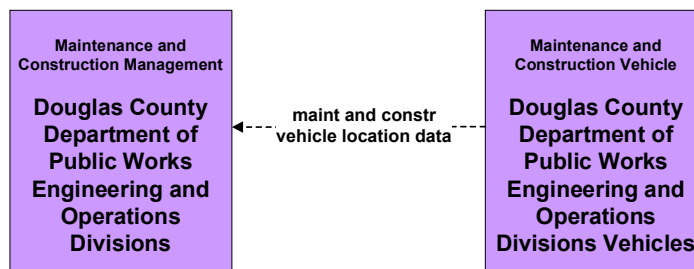 Maintenance and
Construction Management
Douglas County
Department of
Public Works
Engineering and
Operations
Divisions
maint and constr
vehicle location data
Maintenance and
Construction Vehicle
Douglas County
Department of
Public Works
Engineering and
Operations
Divisions Vehicles